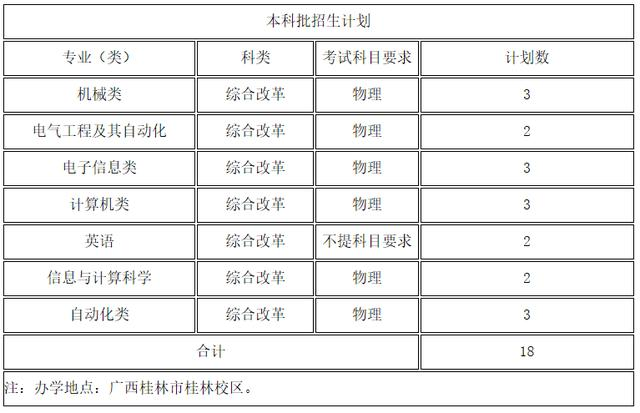 本科批招生计划
专业（类） 科类 考试科目要求 计划数
机械类 综合改革 物理 3
电气工程及其自动化 综合改革 物理 2
电子信息类 综合改革 物理 3
计算机类 综合改革 物理 3
英语 综合改革 不提科目要求 2
信息与计算科学 综合改革 物理 2
自动化类 综合改革 物理 3
合计 18
注：办学地点：广西桂林市桂林校区。